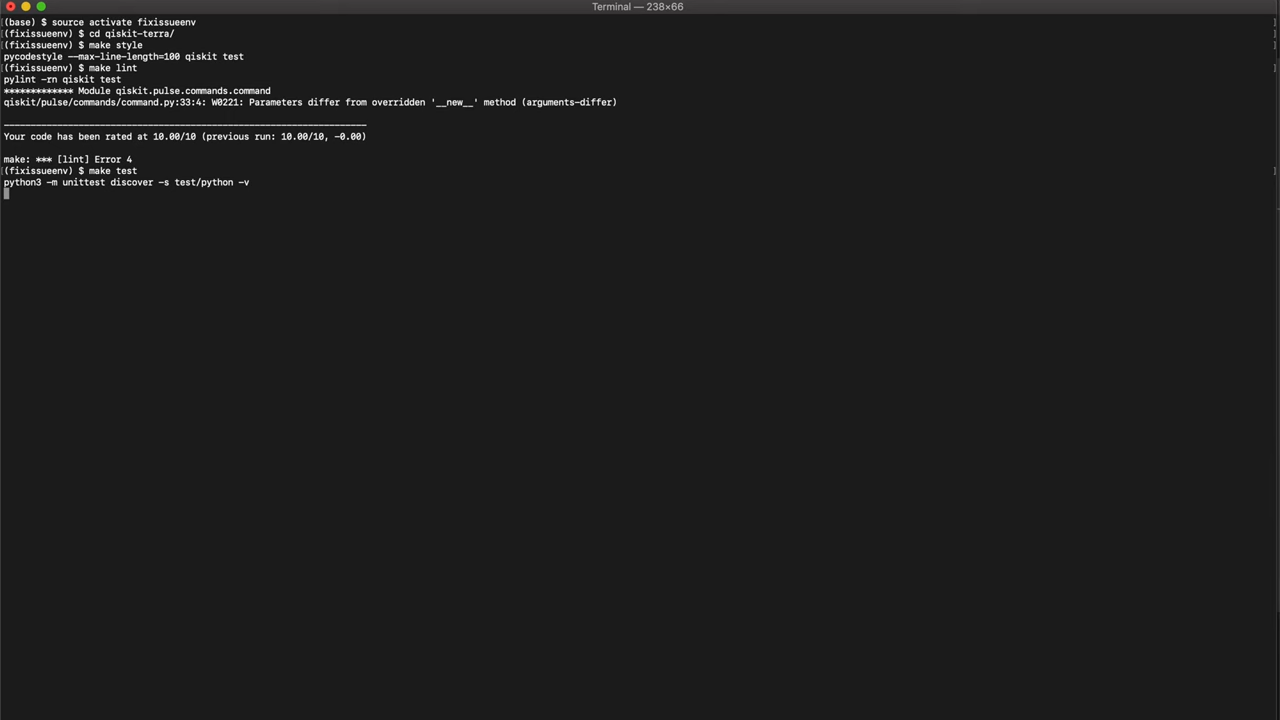 Terminal — 238×66
[(base) $ source activate fixissueenv ]
[(fixissueenv) $ cd qiskit-terra/ ]
[(fixissueenv) $ make style ]
pycodestyle --max-line-length=100 qiskit test
[(fixissueenv) $ make lint ]
pylint -rn qiskit test
************* Module qiskit.pulse.commands.command
qiskit/pulse/commands/command.py:33:4: W0221: Parameters differ from overridden '__new__' method (arguments-differ)
--------------------------------------------------------------------
Your code has been rated at 10.00/10 (previous run: 10.00/10, -0.00)
make: *** [lint] Error 4
[(fixissueenv) $ make test ]
python3 -m unittest discover -s test/python -v